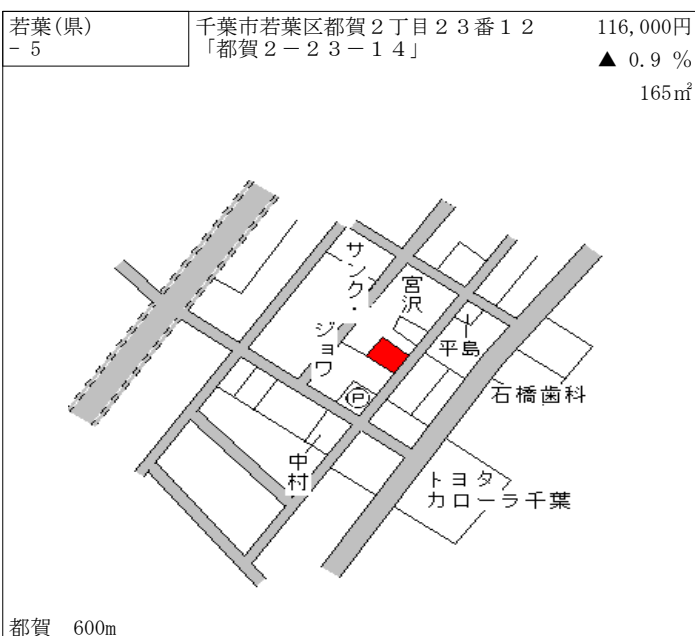 若葉(県)
- 5
千葉市若葉区都賀２丁目２３番１２
「都賀２－２３－１４」
116,000円
▲ 0.9 %
165㎡
サンク・
ジョワ
宮沢
平島
Ⓟ
石橋歯科
中村
トヨタ
カローラ千葉
都賀 600m